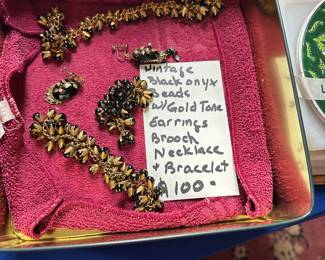 Vintage
Black onyx
Beads
w/ Gold Tone
Earrings
Brooch
Necklace
+ Bracelet
$100.